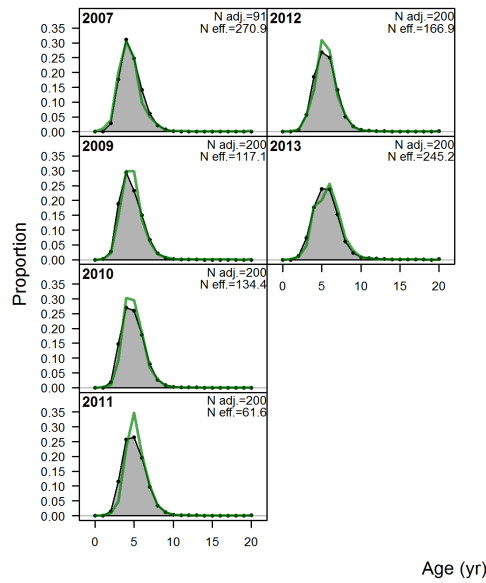 2007
N adj.=91
N eff.=270.9
0.35
0.30
0.25
0.20
0.15
0.10
0.05
0.00
2012
N adj.=200
N eff.=166.9
2009
N adj.=200
N eff.=117.1
0.35
0.30
0.25
0.20
0.15
0.10
0.05
0.00
2013
N adj.=200
N eff.=245.2
0 5 10 15 20
2010
N adj.=200
N eff.=134.4
0.35
0.30
0.25
0.20
0.15
0.10
0.05
0.00
2011
N adj.=200
N eff.=61.6
0.35
0.30
0.25
0.20
0.15
0.10
0.05
0.00
0 5 10 15 20
Proportion
Age (yr)